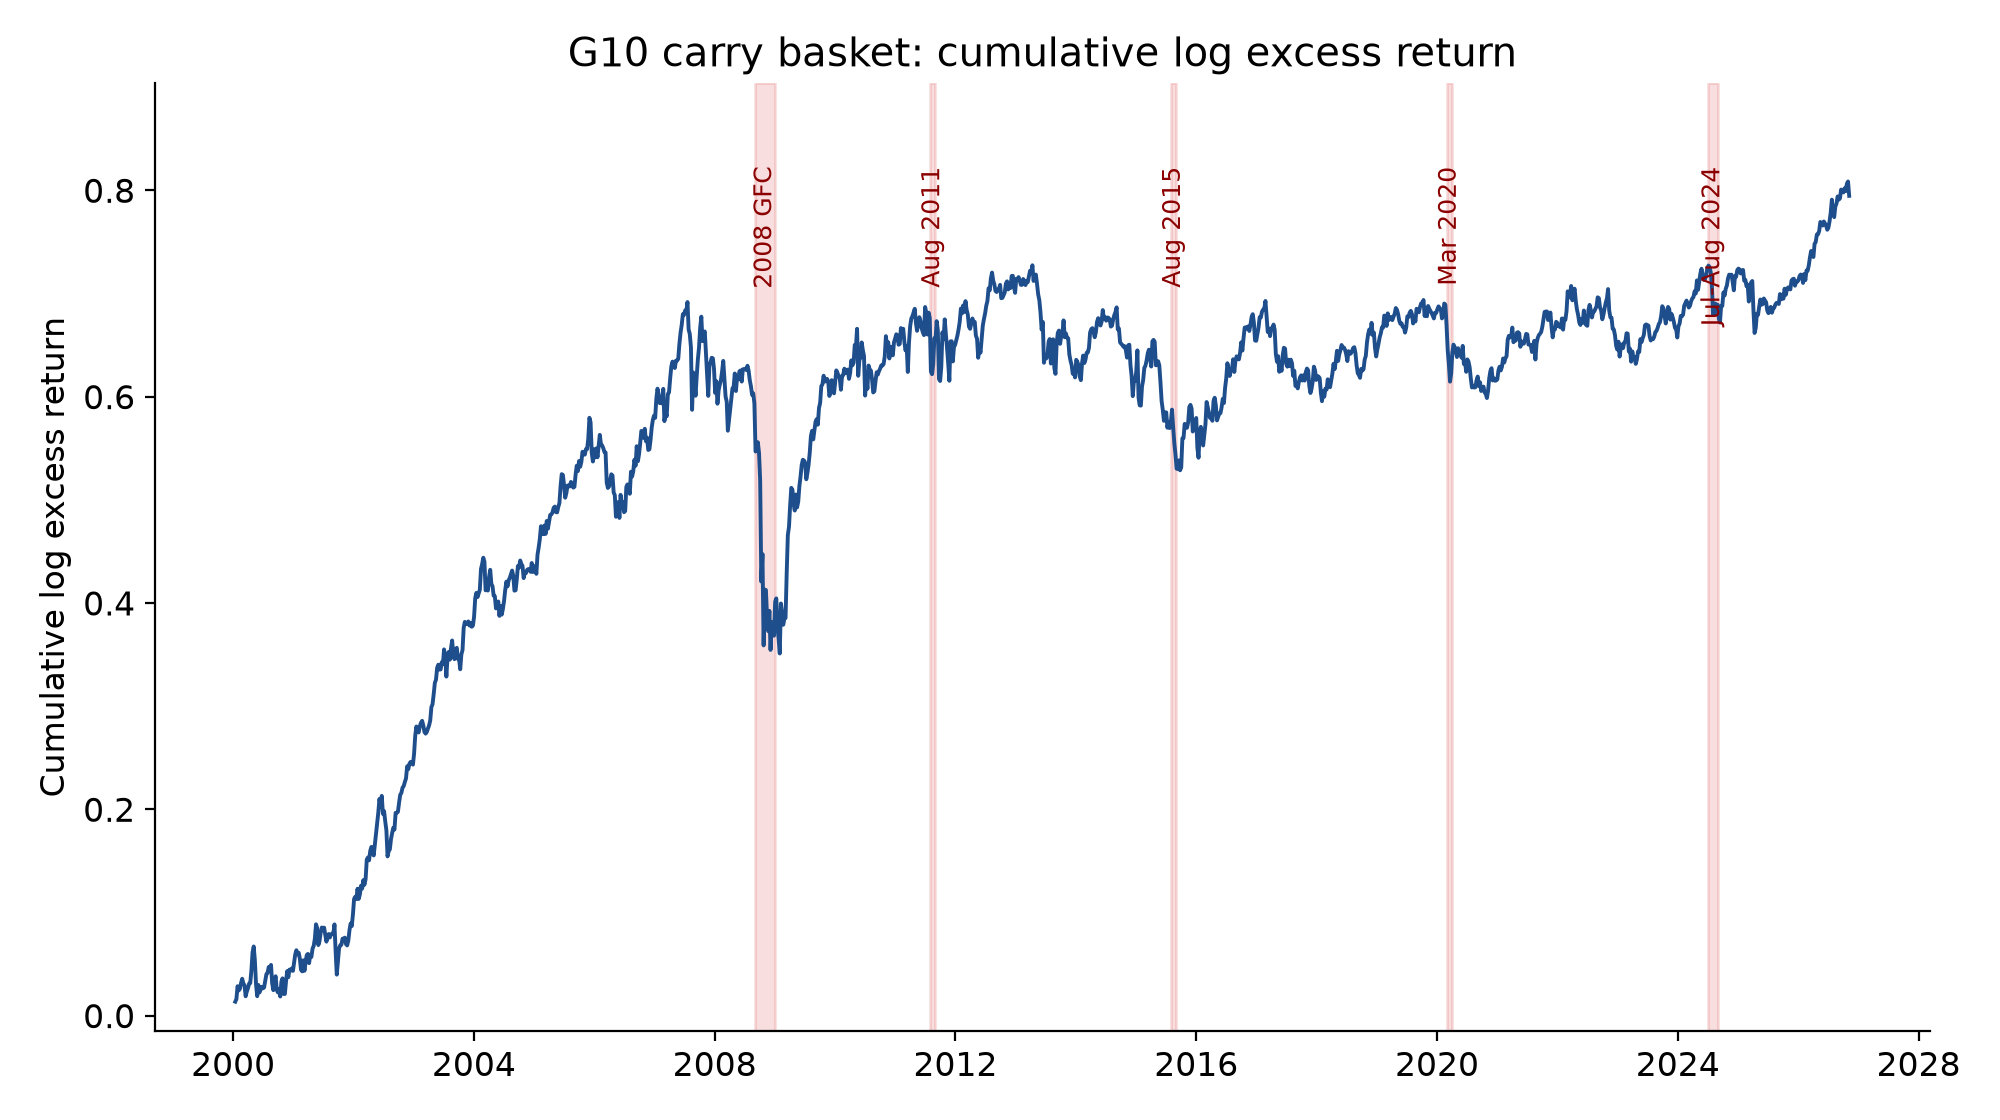 G10 carry basket: cumulative log excess return
Cumulative log excess return
0.8
0.6
0.4
0.2
0.0
2008 GFC
Aug 2011
Aug 2015
Mar 2020
Jul-Aug 2024
2000
2004
2008
2012
2016
2020
2024
2028